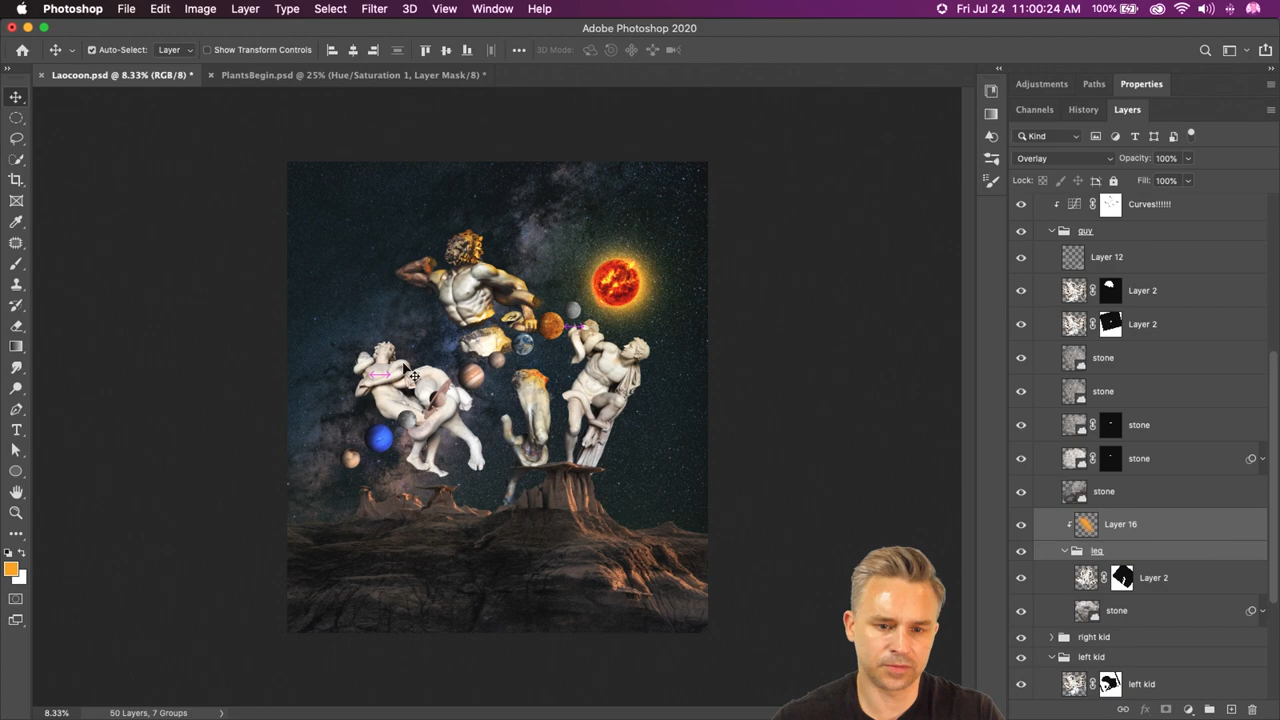 Photoshop File Edit Image Layer Type Select Filter 3D View Window Help 100% Fri Jul 24 11:00:24 AM
Adobe Photoshop 2020
Auto-Select: Layer Show Transform Controls 3D Mode:
Laocoon.psd @ 8.33% (RGB/8) * PlantsBegin.psd @ 25% (Hue/Saturation 1, Layer Mask/8) *
Adjustments Paths Properties
Channels History Layers
Kind
Overlay Opacity: 100%
Lock: Fill: 100%
Curves!!!!!!
guy
Layer 12
Layer 2
Layer 2
stone
stone
stone
stone
stone
Layer 16
leg
Layer 2
stone
right kid
left kid
left kid
8.33% 50 Layers, 7 Groups